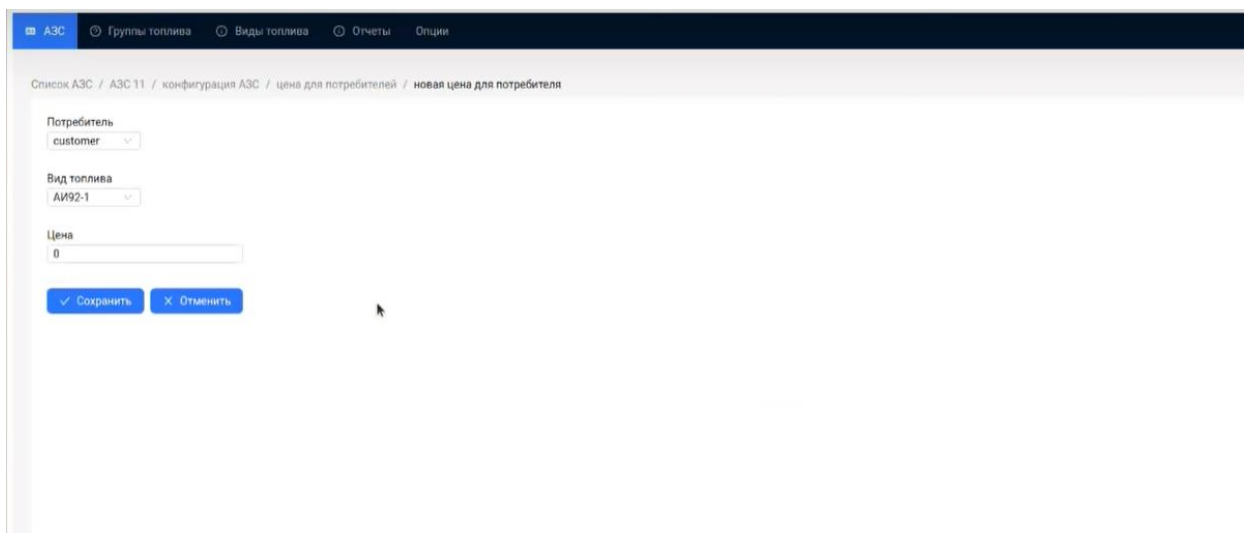 АЗС Группы топлива Виды топлива Отчеты Опции
Список АЗС / АЗС 11 / конфигурация АЗС / цена для потребителей / новая цена для потребителя
Потребитель
customer
Вид топлива
АИ92-1
Цена
0
Сохранить Отменить